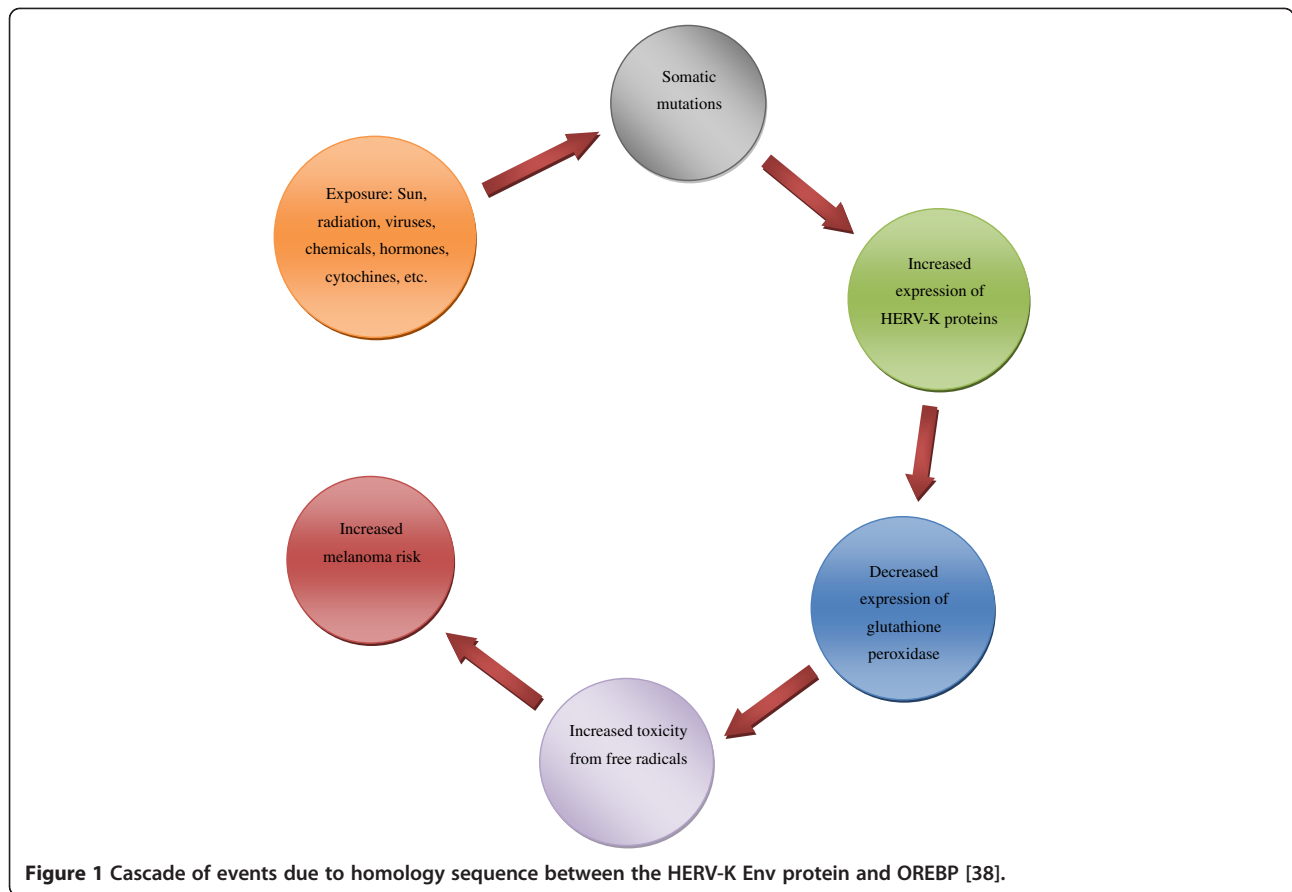 Somatic
mutations
Exposure: Sun,
radiation, viruses,
chemicals, hormones,
cytochines, etc.
Increased
expression of
HERV-K proteins
Decreased
expression of
glutathione
peroxidase
Increased toxicity
from free radicals
Increased
melanoma risk
Figure 1 Cascade of events due to homology sequence between the HERV-K Env protein and OREBP [38].